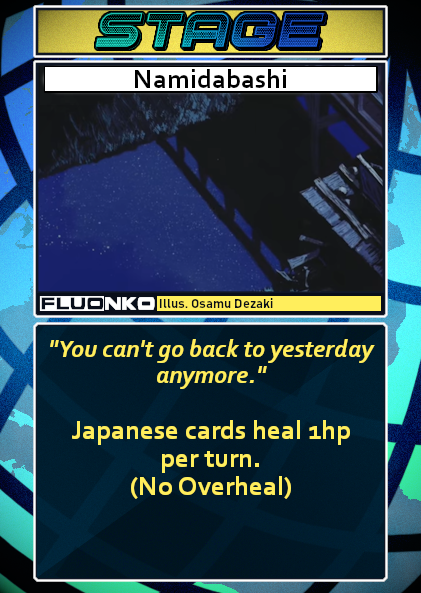 STAGE
Namidabashi
FLUONKO Illus. Osamu Dezaki
"You can't go back to yesterday
anymore."
Japanese cards heal 1hp
per turn.
(No Overheal)